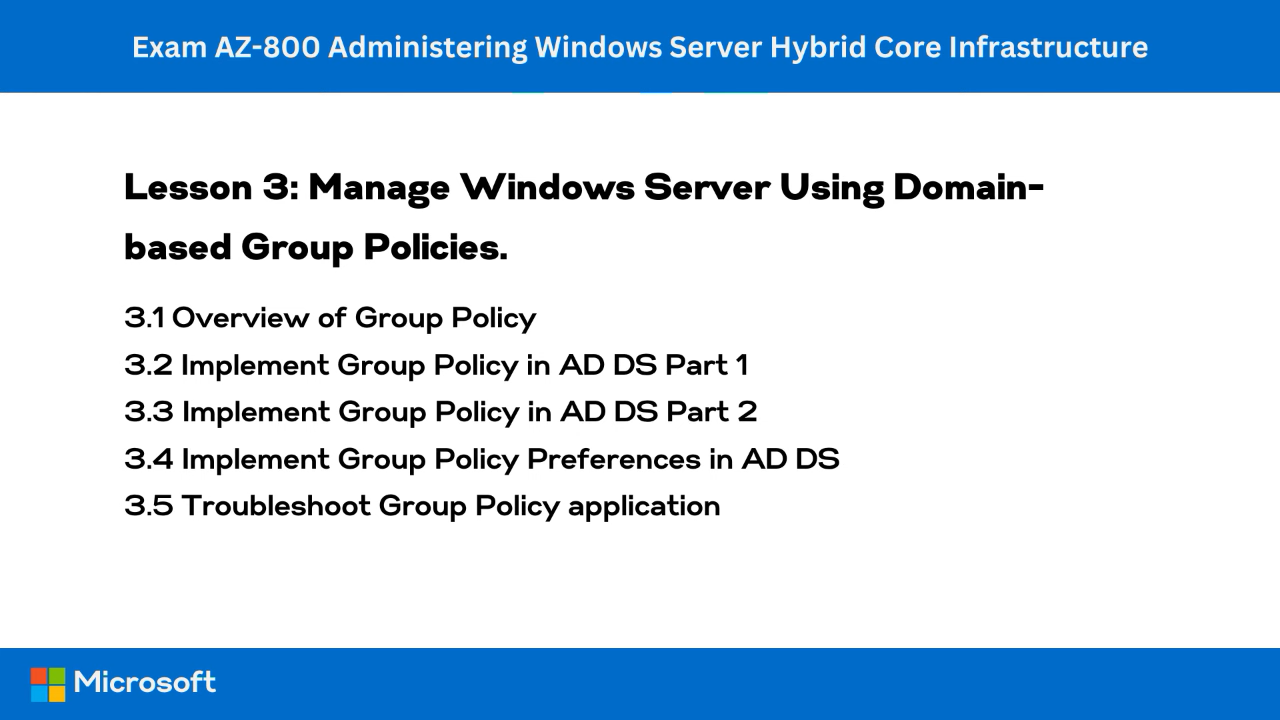 Exam AZ-800 Administering Windows Server Hybrid Core Infrastructure
Lesson 3: Manage Windows Server Using Domain-
based Group Policies.
3.1 Overview of Group Policy
3.2 Implement Group Policy in AD DS Part 1
3.3 Implement Group Policy in AD DS Part 2
3.4 Implement Group Policy Preferences in AD DS
3.5 Troubleshoot Group Policy application
Microsoft